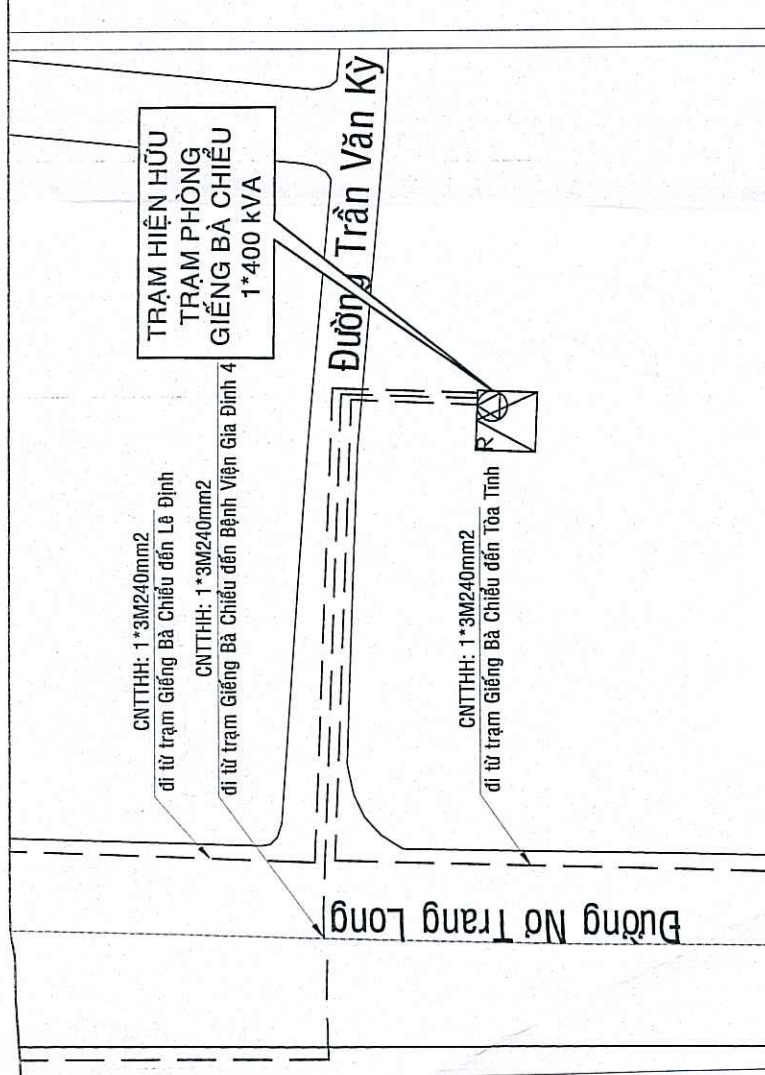 TRẠM HIỆN HỮU
TRẠM PHÒNG
GIẾNG BÀ CHIỂU
1*400 kVA
Đường Trần Văn Kỳ
CNTTHH: 1*3M240mm2
đi từ trạm Giếng Bà Chiểu đến Lê Định
CNTTHH: 1*3M240mm2
đi từ trạm Giếng Bà Chiểu đến Bệnh Viện Gia Định 4
R
CNTTHH: 1*3M240mm2
đi từ trạm Giếng Bà Chiểu đến Tòa Tỉnh
Đường Nơ Trang Long